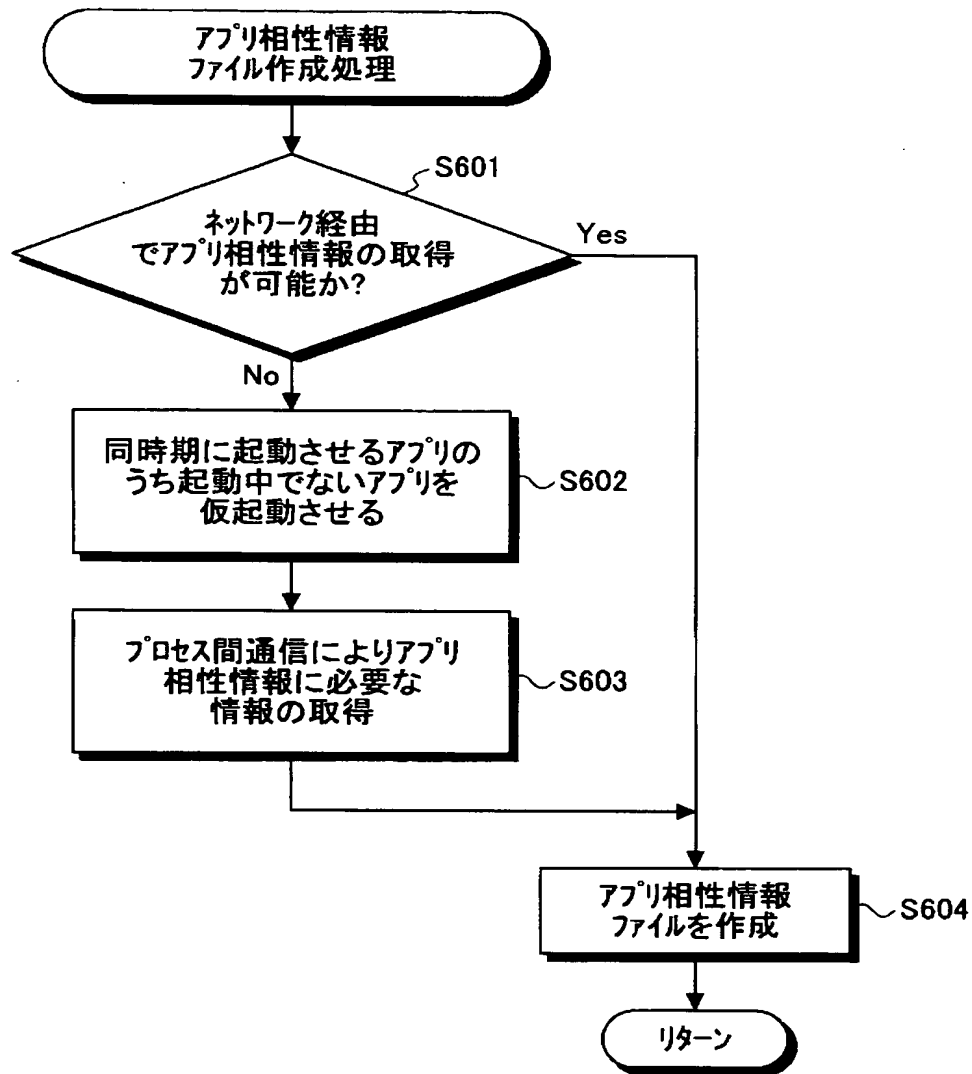 アプリ相性情報
ファイル作成処理
S601
ネットワーク経由
でアプリ相性情報の取得
が可能か?
Yes
No
同時期に起動させるアプリの
うち起動中でないアプリを
仮起動させる
S602
プロセス間通信によりアプリ
相性情報に必要な
情報の取得
S603
アプリ相性情報
ファイルを作成
S604
リターン